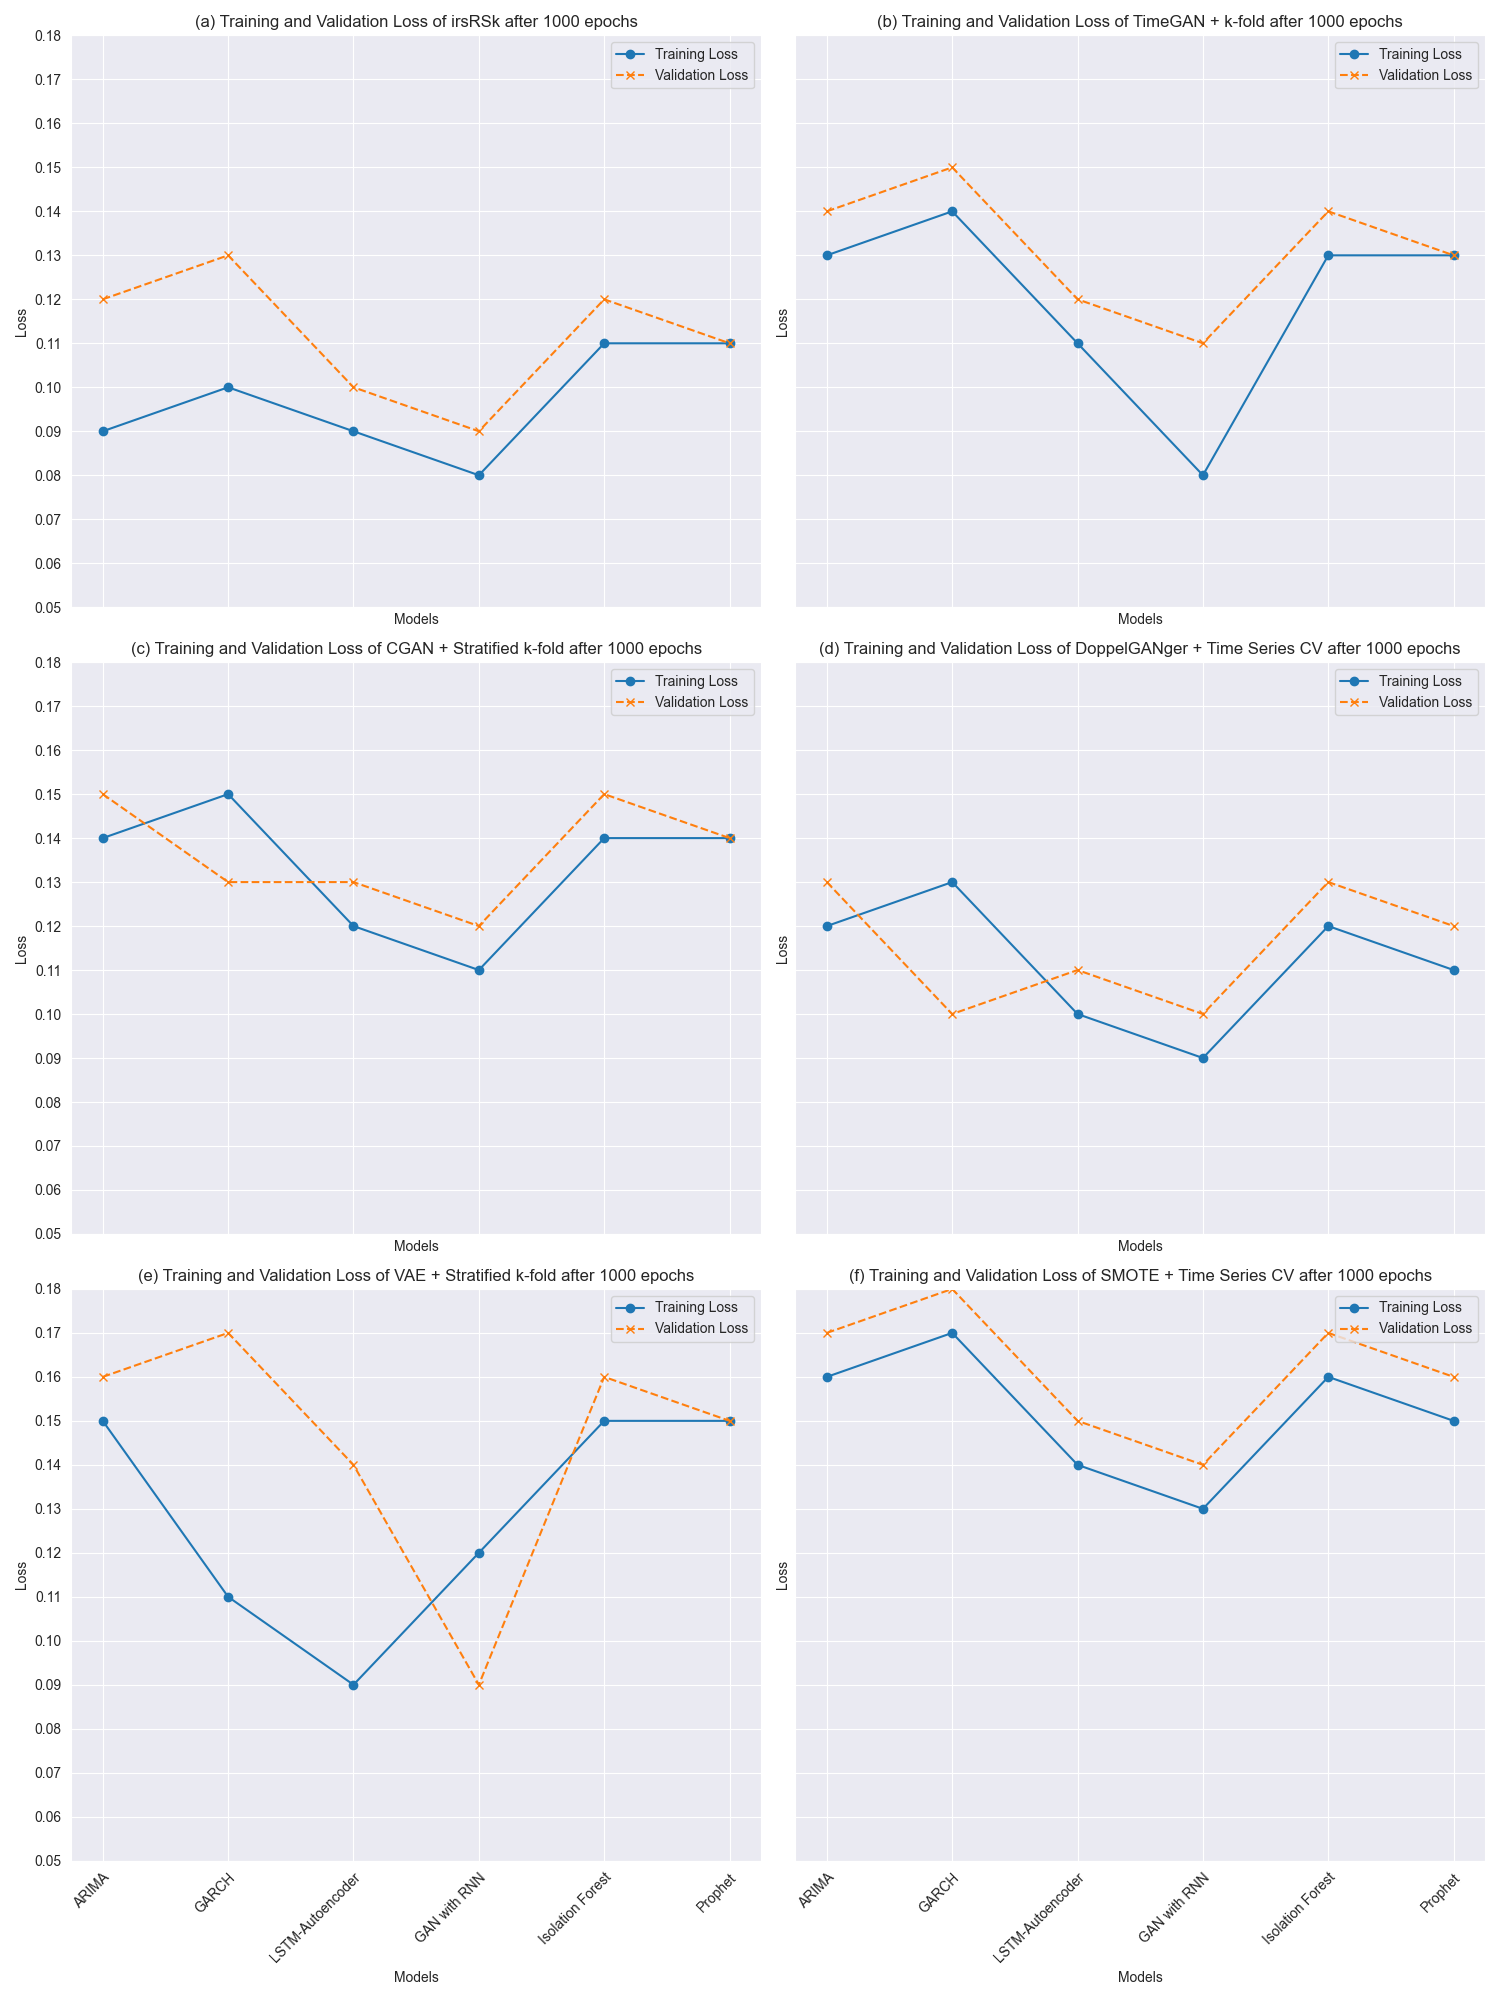 (a) Training and Validation Loss of irsRSk after 1000 epochs
Training Loss
Validation Loss
0.18
0.17
0.16
0.15
0.14
0.13
0.12
0.11
0.10
0.09
0.08
0.07
0.06
0.05
Loss
Models
(b) Training and Validation Loss of TimeGAN + k-fold after 1000 epochs
Training Loss
Validation Loss
Loss
Models
(c) Training and Validation Loss of CGAN + Stratified k-fold after 1000 epochs
Training Loss
Validation Loss
0.18
0.17
0.16
0.15
0.14
0.13
0.12
0.11
0.10
0.09
0.08
0.07
0.06
0.05
Loss
Models
(d) Training and Validation Loss of DoppelGANger + Time Series CV after 1000 epochs
Training Loss
Validation Loss
Loss
Models
(e) Training and Validation Loss of VAE + Stratified k-fold after 1000 epochs
Training Loss
Validation Loss
0.18
0.17
0.16
0.15
0.14
0.13
0.12
0.11
0.10
0.09
0.08
0.07
0.06
0.05
Loss
ARIMA
GARCH
LSTM-Autoencoder
GAN with RNN
Isolation Forest
Prophet
Models
(f) Training and Validation Loss of SMOTE + Time Series CV after 1000 epochs
Training Loss
Validation Loss
Loss
ARIMA
GARCH
LSTM-Autoencoder
GAN with RNN
Isolation Forest
Prophet
Models